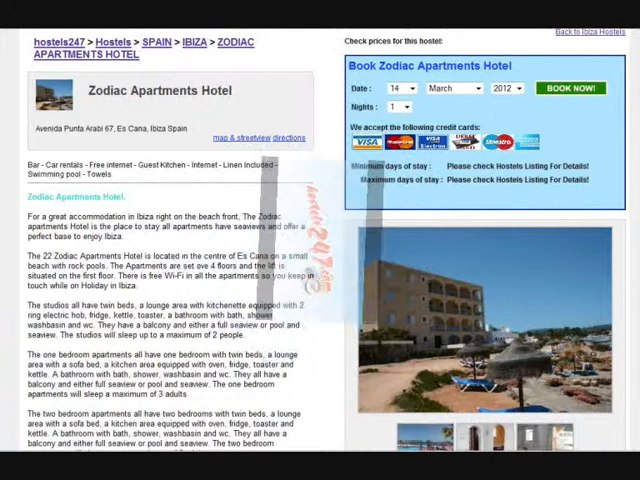 Back to Ibiza Hostels
hostels247 > Hostels > SPAIN > IBIZA > ZODIAC
APARTMENTS HOTEL
Check prices for this hostel:
Zodiac Apartments Hotel
Avenida Punta Arabi 67, Es Cana, Ibiza Spain
map & streetview directions
Book Zodiac Apartments Hotel
Date : 14 March 2012 BOOK NOW!
Nights : 1
We accept the following credit cards:
VISA MasterCard VISA Electron Maestro
Minimum days of stay : Please check Hostels Listing For Details!
Maximum days of stay : Please check Hostels Listing For Details!
Bar - Car rentals - Free internet - Guest Kitchen - Internet - Linen Included -
Swimming pool - Towels
Zodiac Apartments Hotel.
For a great accommodation in Ibiza right on the beach front, The Zodiac
apartments Hotel is the place to stay all apartments have seaviews and offer a
perfect base to enjoy Ibiza.
The 22 Zodiac Apartments Hotel is located in the centre of Es Cana on a small
beach with rock pools. The Apartments are set ove 4 floors and the lift is
situated on the first floor. There is free Wi-Fi in all the apartments so you keep in
touch while on Holiday in Ibiza.
The studios all have twin beds, a lounge area with kitchenette equipped with 2
ring electric hob, fridge, kettle, toaster, a bathroom with bath, shower
washbasin and wc. They have a balcony and either a full seaview or pool and
seaview. The studios will sleep up to a maximum of 2 people.
The one bedroom apartments all have one bedroom with twin beds, a lounge
area with a sofa bed, a kitchen area equipped with oven, fridge, toaster and
kettle. A bathroom with bath, shower, washbasin and wc. They all have a
balcony and either full seaview or pool and seaview. The one bedroom
apartments will sleep a maximum of 3 adults
The two bedroom apartments all have two bedrooms with twin beds, a lounge
area with a sofa bed, a kitchen area equipped with oven, fridge, toaster and
kettle. A bathroom with bath, shower, washbasin and wc. They all have a
balcony and either full seaview or pool and seaview. The two bedroom
hostels247.com